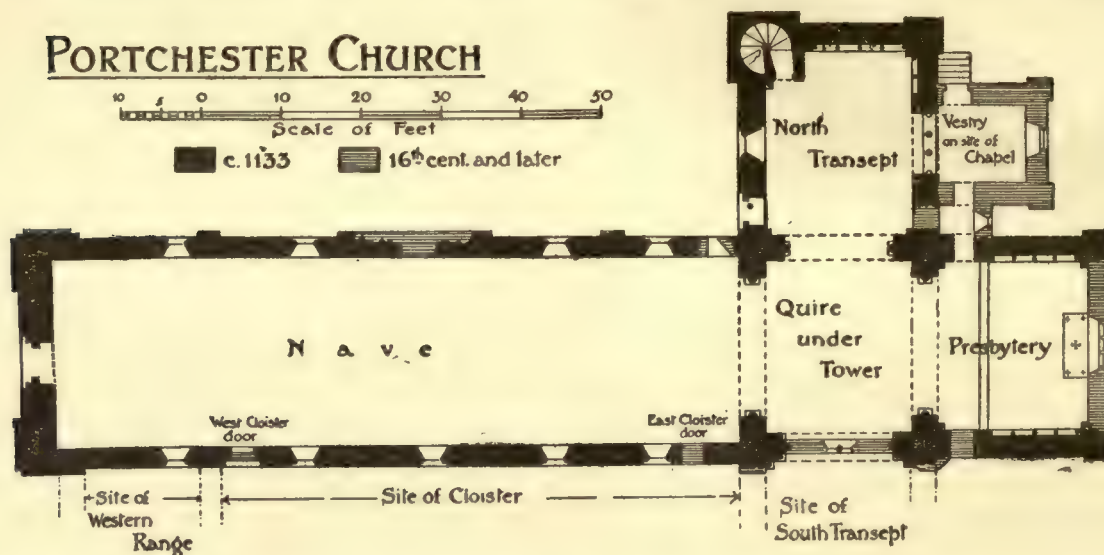 PORTCHESTER CHURCH
10 5 0 10 20 30 40 50
Scale of Feet
c. 1133 16th cent. and later
North
Transept
Vestry
on site of
Chapel
Nave
Quire
under
Tower
Presbytery
West Cloister
door
East Cloister
door
Site of
Western
Range
Site of Cloister
Site of
South Transept